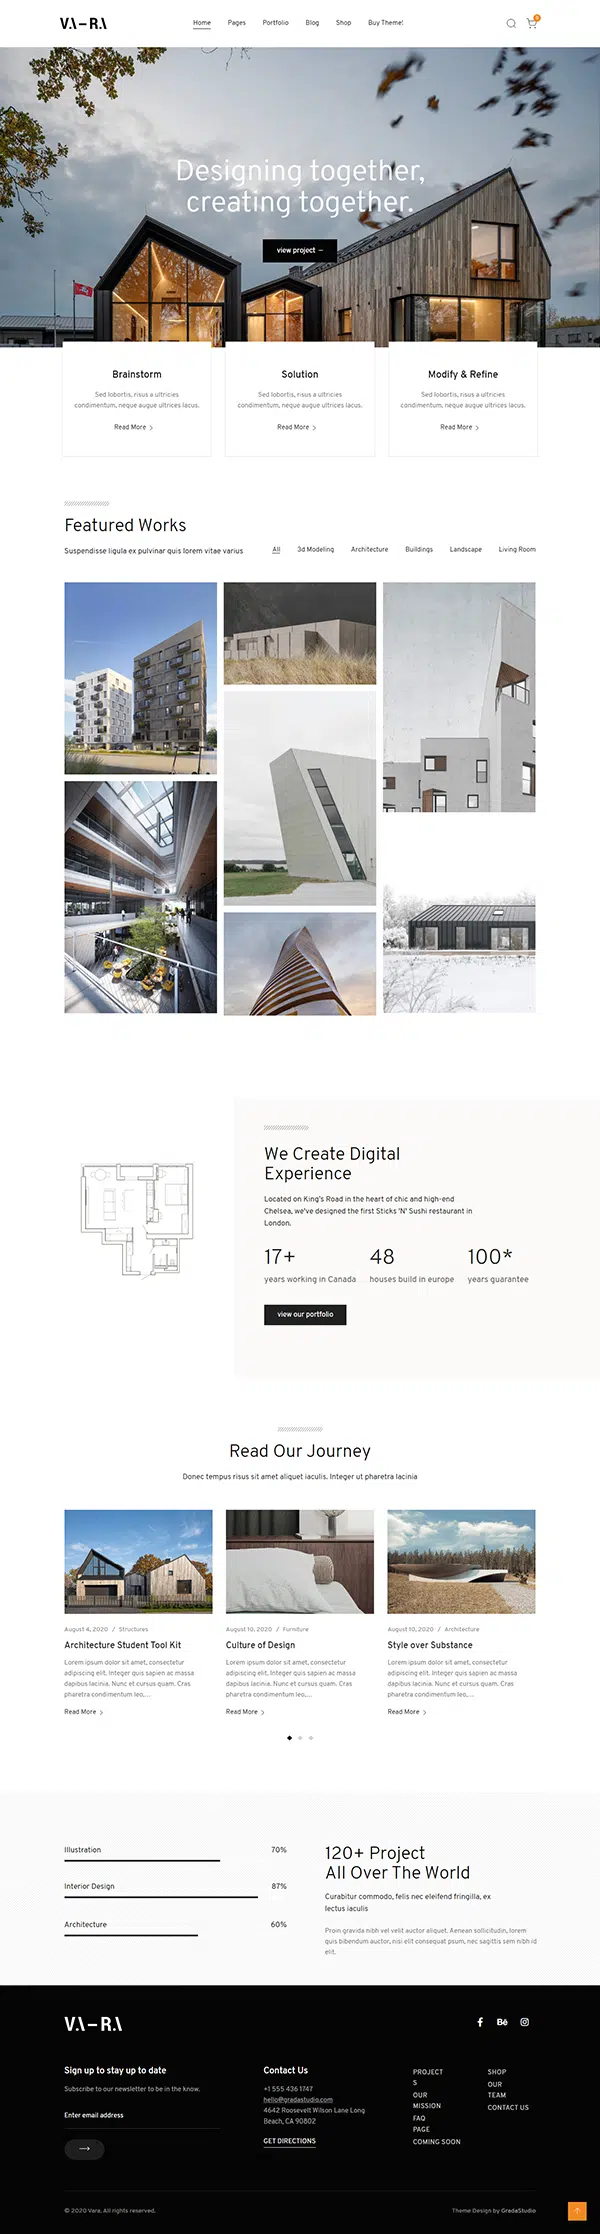 VA-RA
Home Pages Portfolio Blog Shop Buy Theme!
0
Designing together,
creating together.
view project –
Brainstorm
Sed lobortis, risus a ultricies
condimentum, neque augue ultrices lacus.
Read More >
Solution
Sed lobortis, risus a ultricies
condimentum, neque augue ultrices lacus.
Read More >
Modify & Refine
Sed lobortis, risus a ultricies
condimentum, neque augue ultrices lacus.
Read More >
Featured Works
Suspendisse ligula ex pulvinar quis lorem vitae varius
All 3d Modeling Architecture Buildings Landscape Living Room
We Create Digital
Experience
Located on King's Road in the heart of chic and high-end
Chelsea, we've designed the first Sticks 'N' Sushi restaurant in
London.
17+ 48 100*
years working in Canada houses build in europe years guarantee
view our portfolio
Read Our Journey
Donec tempus risus sit amet aliquet iaculis. Integer ut pharetra lacinia
August 4, 2020 / Structures
Architecture Student Tool Kit
Lorem ipsum dolor sit amet, consectetur
adipiscing elit. Integer quis sapien ac massa
dapibus lacinia. Nunc et cursus quam. Cras
pharetra condimentum leo,...
Read More >
August 10, 2020 / Furniture
Culture of Design
Lorem ipsum dolor sit amet, consectetur
adipiscing elit. Integer quis sapien ac massa
dapibus lacinia. Nunc et cursus quam. Cras
pharetra condimentum leo,...
Read More >
August 10, 2020 / Architecture
Style over Substance
Lorem ipsum dolor sit amet, consectetur
adipiscing elit. Integer quis sapien ac massa
dapibus lacinia. Nunc et cursus quam. Cras
pharetra condimentum leo,...
Read More >
Illustration 70%
Interior Design 87%
Architecture 60%
120+ Project
All Over The World
Curabitur commodo, felis nec eleifend fringilla, ex
lectus iaculis
Proin gravida nibh vel velit auctor aliquet. Aenean sollicitudin, lorem
quis bibendum auctor, nisi elit consequat ipsum, nec sagittis sem nibh id
elit.
VA-RA
f Bē
Sign up to stay up to date
Subscribe to our newsletter to be in the know.
Enter email address
Contact Us
+1 555 436 1747
hello@gradastudio.com
4642 Roosevelt Wilson Lane Long
Beach, CA 90802
GET DIRECTIONS
PROJECT
S
OUR
MISSION
FAQ
PAGE
COMING SOON
SHOP
OUR
TEAM
CONTACT US
© 2020 Vara. All rights reserved.
Theme Design by GradaStudio